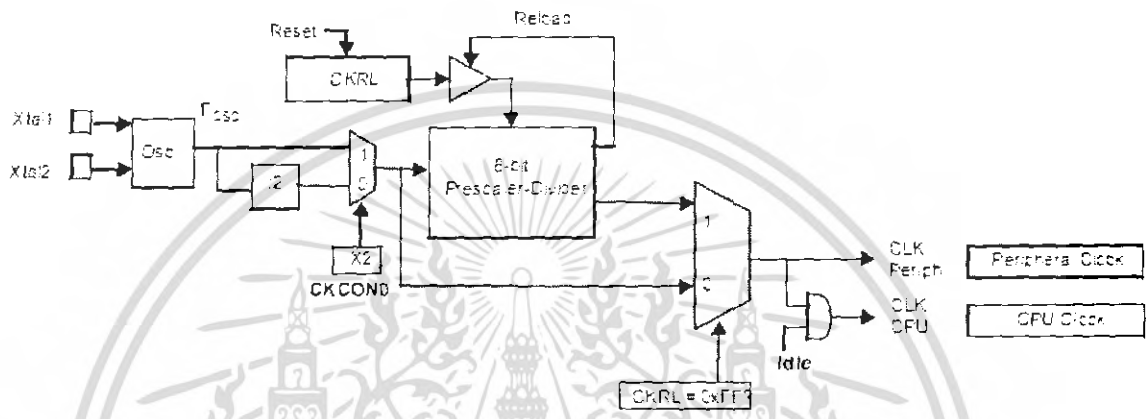 Reload
Reset
CKRL
Xtal1
Xtal2
Osc
Fosc
:2
1
0
X2
CKCON0
8-bit
Prescaler-Divider
1
0
CLK
Periph
Peripheral Clock
CLK
CPU
CPU Clock
Idle
CKRL = 0xFF?